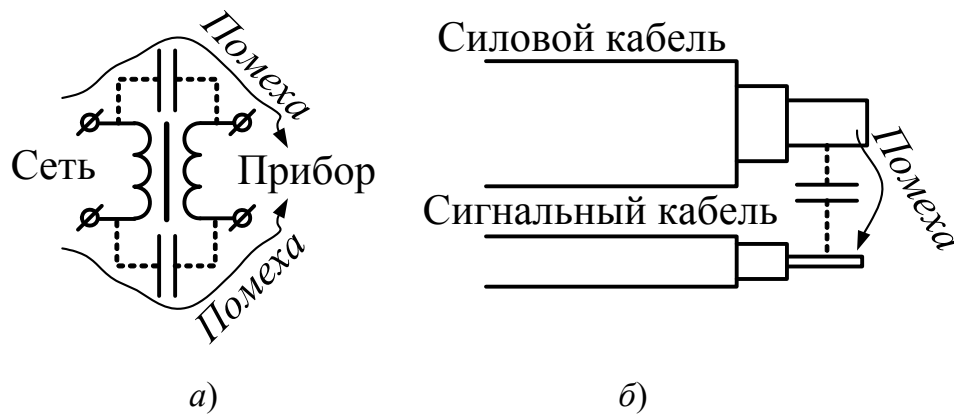 Помеха
Сеть
Прибор
Помеха
а)
Силовой кабель
Сигнальный кабель
Помеха
б)